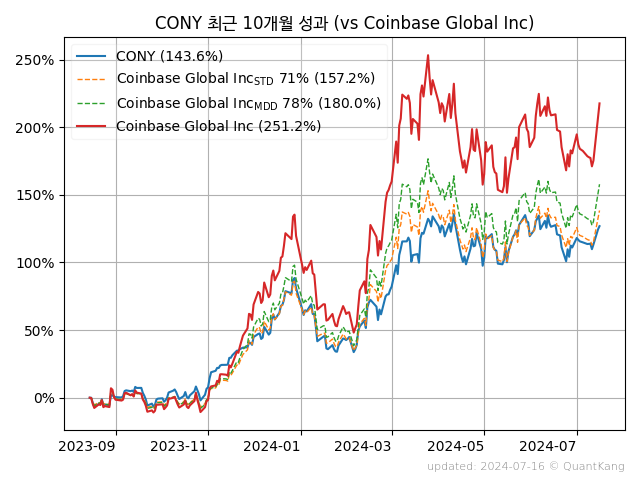 CONY 최근 10개월 성과 (vs Coinbase Global Inc)
CONY (143.6%)
Coinbase Global Inc_STD 71% (157.2%)
Coinbase Global Inc_MDD 78% (180.0%)
Coinbase Global Inc (251.2%)
250%
200%
150%
100%
50%
0%
2023-09 2023-11 2024-01 2024-03 2024-05 2024-07
updated: 2024-07-16 © QuantKang